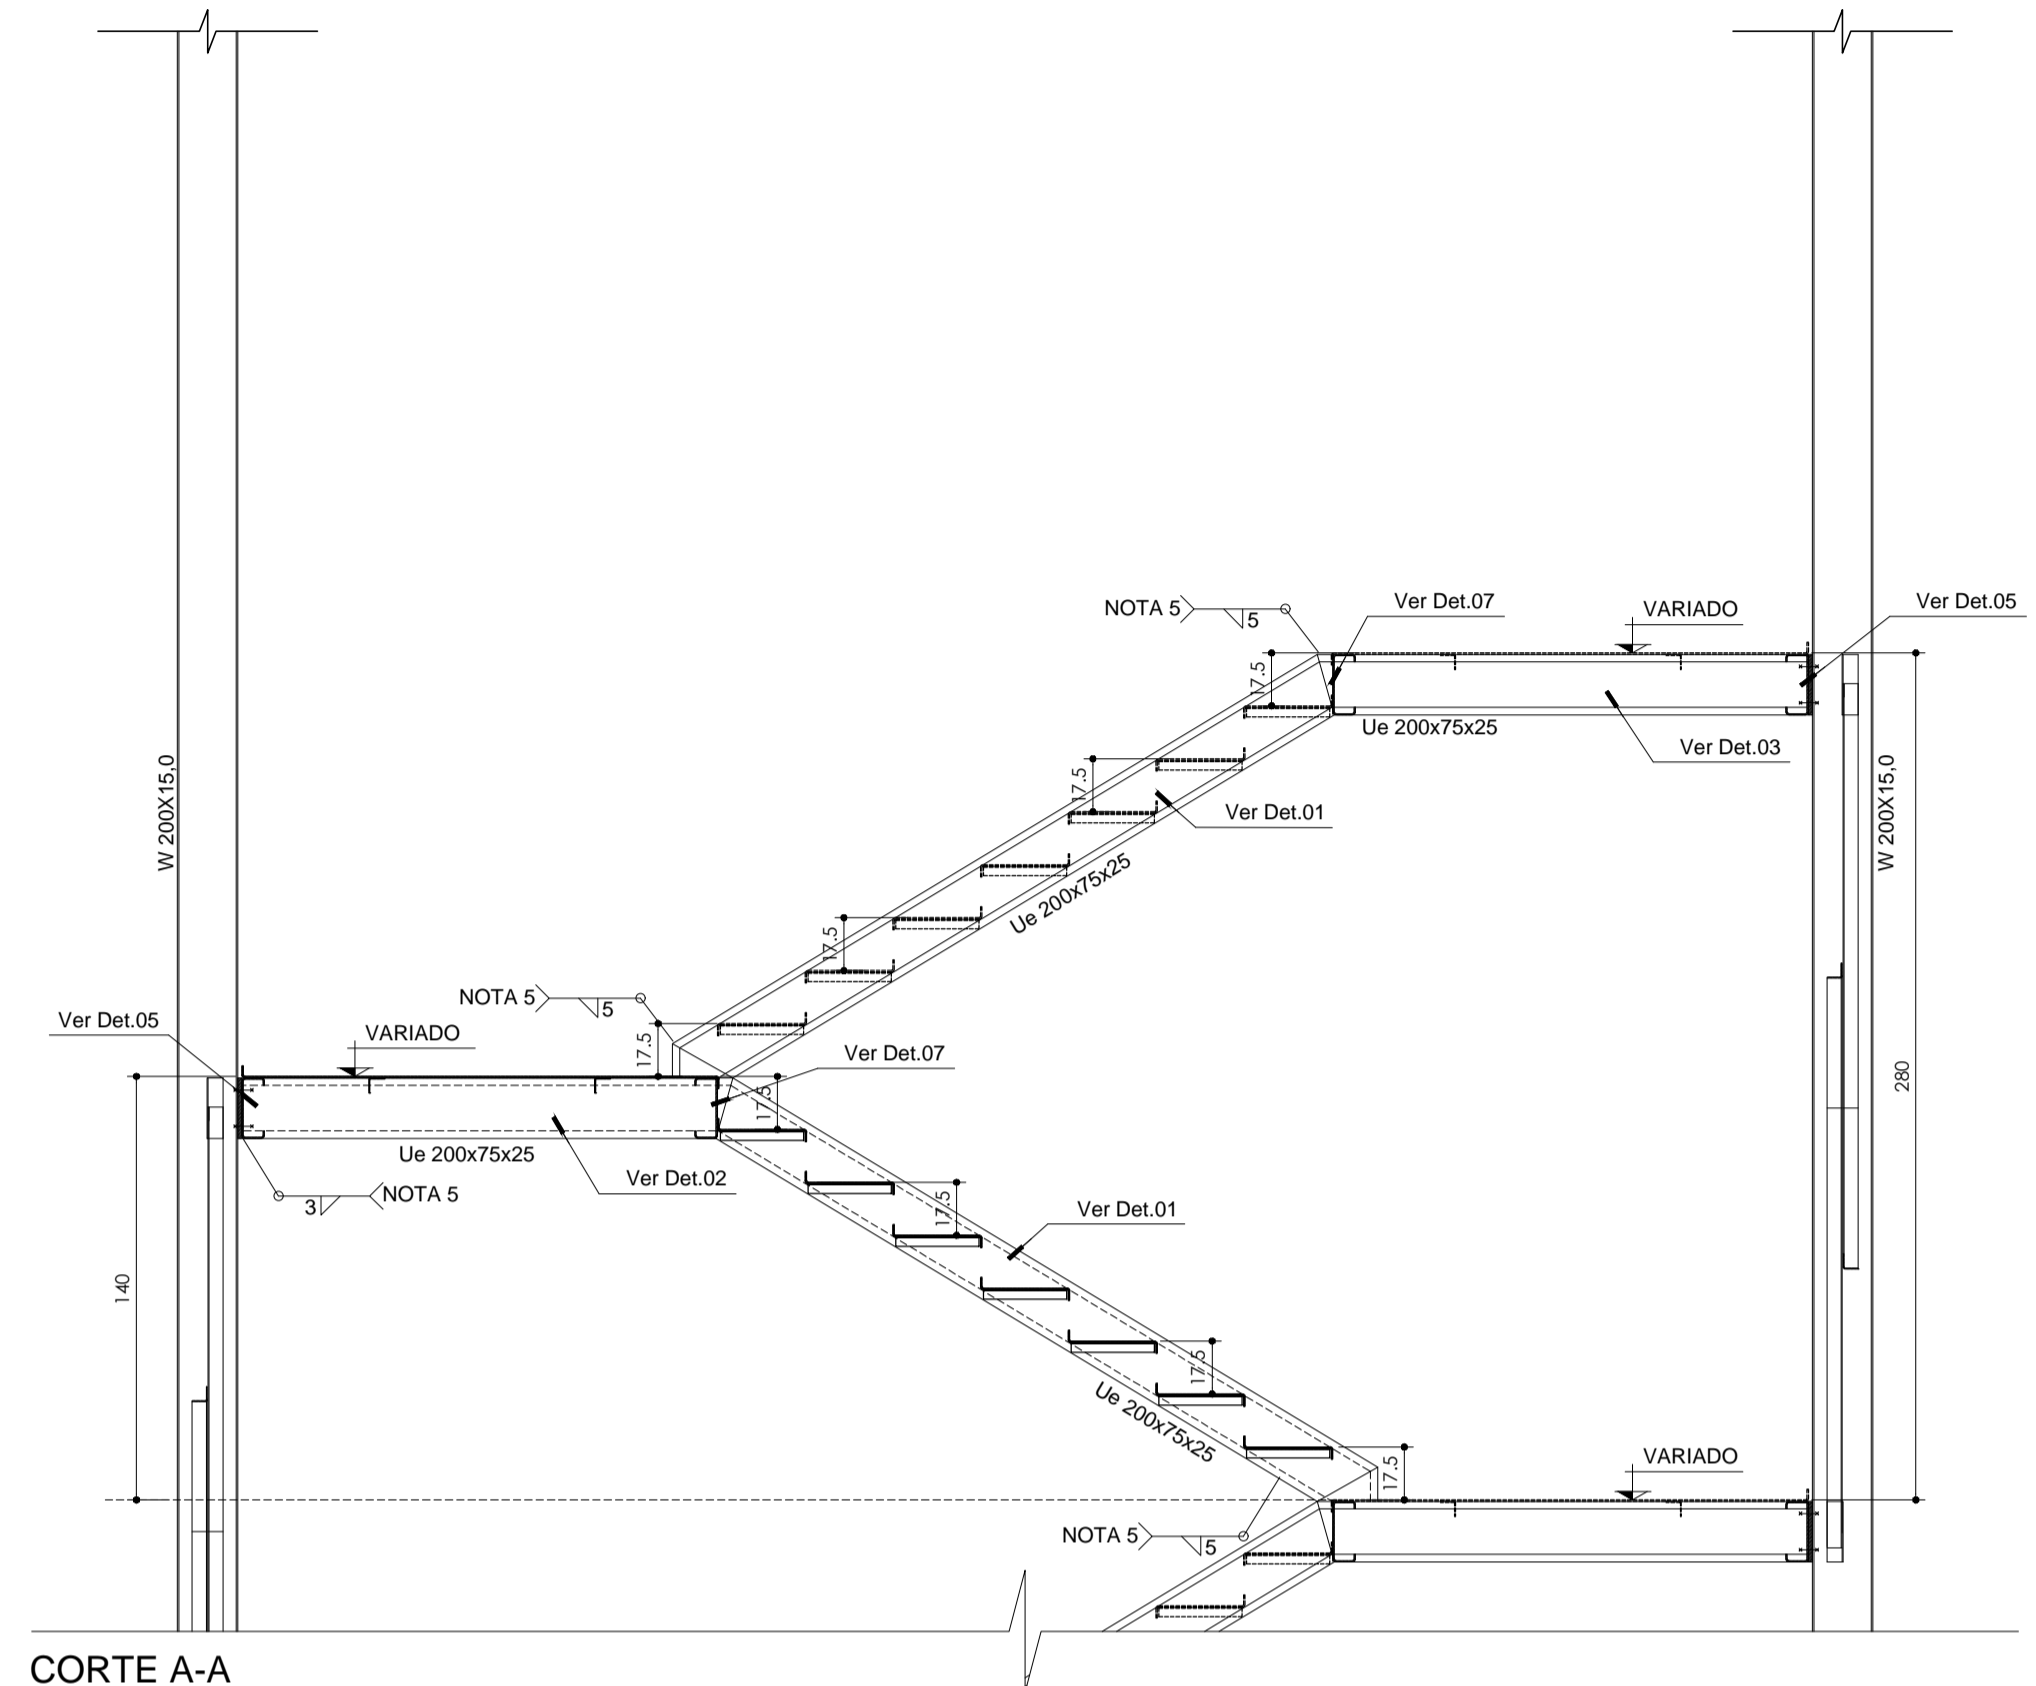 NOTA 5
5
Ver Det.07
VARIADO
Ver Det.05
17.5
Ue 200x75x25
Ver Det.03
W 200X15,0
W 200X15,0
17.5
Ver Det.01
Ue 200x75x25
17.5
NOTA 5
5
Ver Det.05
VARIADO
17.5
Ver Det.07
17.5
280
Ue 200x75x25
Ver Det.02
3
NOTA 5
17.5
Ver Det.01
140
17.5
Ue 200x75x25
17.5
VARIADO
NOTA 5
5
CORTE A-A